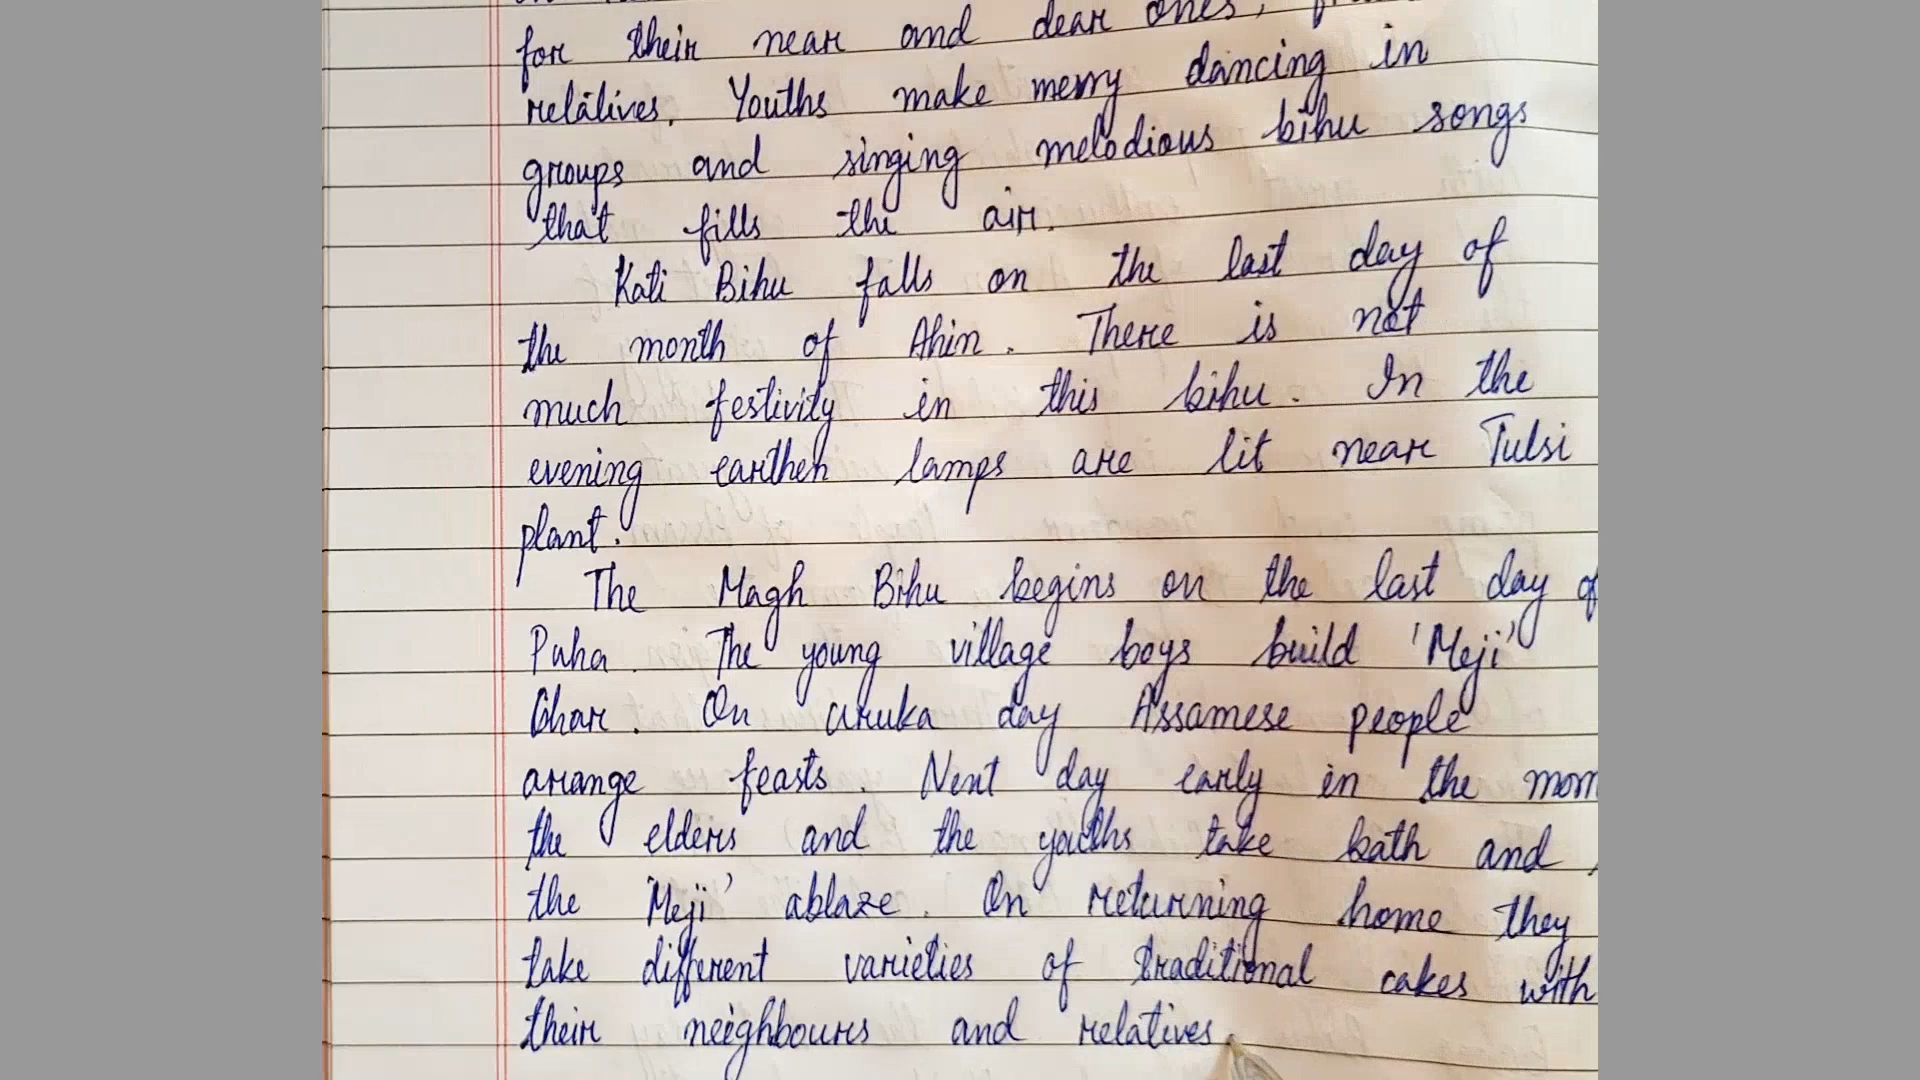 for their near and dear ones,
relatives. Youths make merry dancing in
groups and singing melodious bihu songs
that fills the air.
Kati Bihu falls on the last day of
the month of Ahin. There is not
much festivity in this bihu. In the
evening earthen lamps are lit near Tulsi
plant.
The Magh Bihu begins on the last day of
Puha. The young village boys build 'Meji'
Ghar. On uruka day Assamese people
arrange feasts. Next day early in the morn
the elders and the youths take bath and
the 'Meji' ablaze. On returning home they
take different varieties of traditional cakes with
their neighbours and relatives.